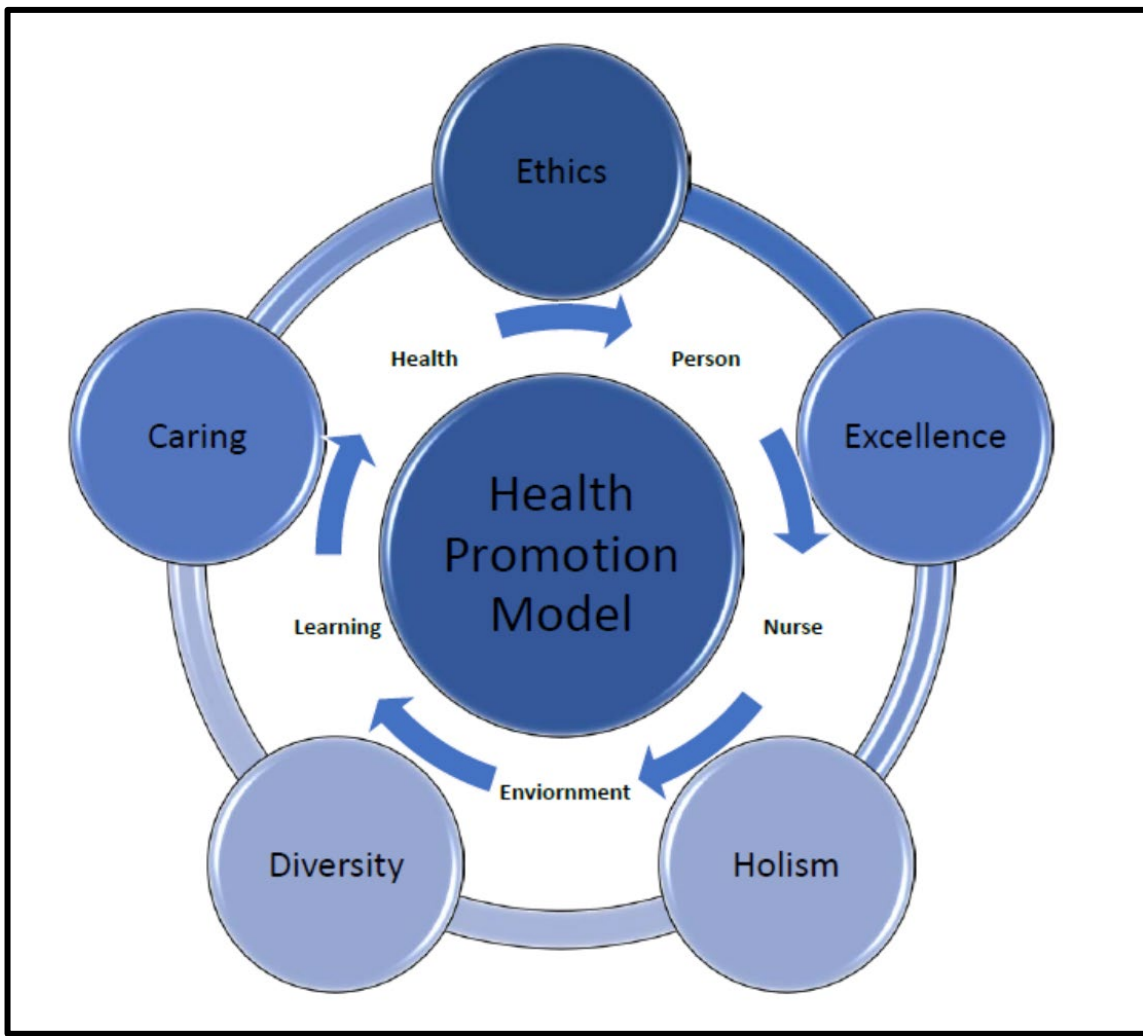 Ethics
Health
Person
Caring
Excellence
Health
Promotion
Model
Learning
Nurse
Enviornment
Diversity
Holism